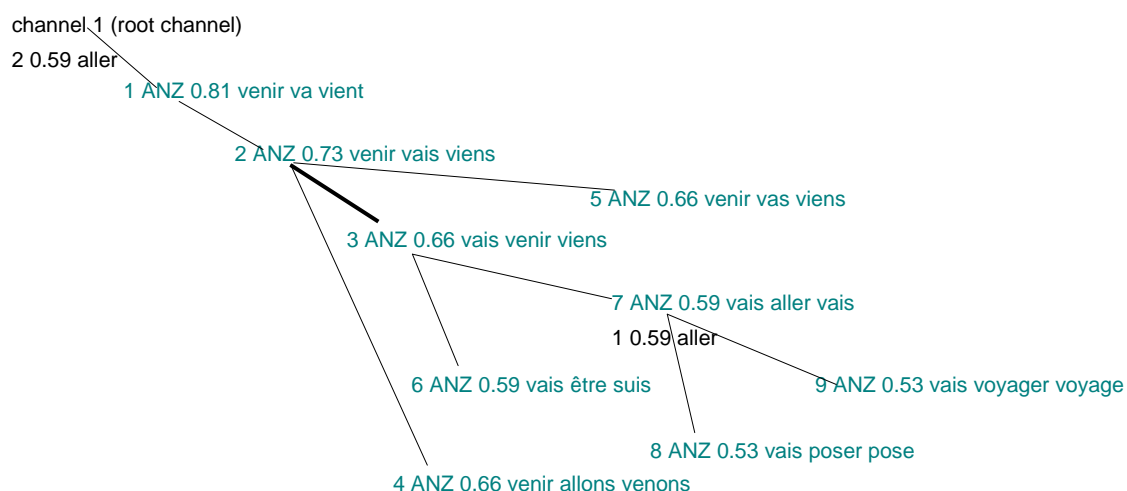 channel 1 (root channel)
2 0.59 aller
1 ANZ 0.81 venir va vient
2 ANZ 0.73 venir vais viens
5 ANZ 0.66 venir vas viens
3 ANZ 0.66 vais venir viens
7 ANZ 0.59 vais aller vais
1 0.59 aller
6 ANZ 0.59 vais être suis
9 ANZ 0.53 vais voyager voyage
8 ANZ 0.53 vais poser pose
4 ANZ 0.66 venir allons venons